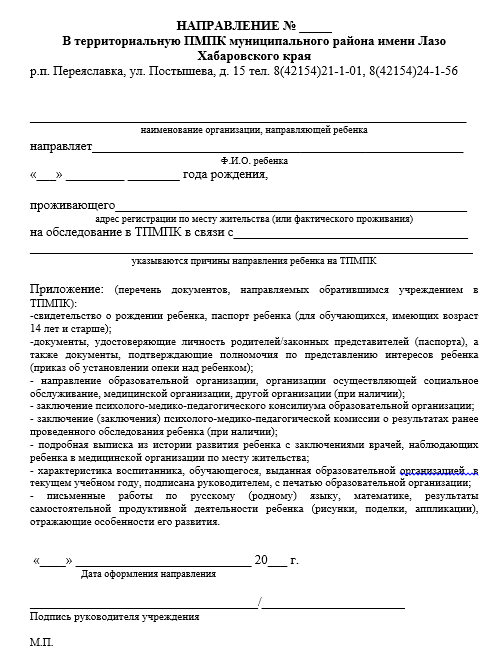 НАПРАВЛЕНИЕ № _____
В территориальную ПМПК муниципального района имени Лазо
Хабаровского края
р.п. Переяславка, ул. Постышева, д. 15 тел. 8(42154)21-1-01, 8(42154)24-1-56
наименование организации, направляющей ребенка
направляет_______________
Ф.И.О. ребенка
«___» _________ ________ года рождения,
проживающего_______________
адрес регистрации по месту жительства (или фактического проживания)
на обследование в ТПМПК в связи с_______________
указываются причины направления ребенка на ТПМПК
Приложение: (перечень документов, направляемых обратившимся учреждением в
ТПМПК):
-свидетельство о рождении ребенка, паспорт ребенка (для обучающихся, имеющих возраст
14 лет и старше);
-документы, удостоверяющие личность родителей/законных представителей (паспорта), а
также документы, подтверждающие полномочия по представлению интересов ребенка
(приказ об установлении опеки над ребенком);
- направление образовательной организации, организации осуществляющей социальное
обслуживание, медицинской организации, другой организации (при наличии);
- заключение психолого-медико-педагогического консилиума образовательной организации;
- заключение (заключения) психолого-медико-педагогической комиссии о результатах ранее
проведенного обследования ребенка (при наличии);
- подробная выписка из истории развития ребенка с заключениями врачей, наблюдающих
ребенка в медицинской организации по месту жительства;
- характеристика воспитанника, обучающегося, выданная образовательной организацией в
текущем учебном году, подписана руководителем, с печатью образовательной организации;
- письменные работы по русскому (родному) языку, математике, результаты
самостоятельной продуктивной деятельности ребенка (рисунки, поделки, аппликации),
отражающие особенности его развития.
«____» ___________________________ 20___ г.
Дата оформления направления
_______________/_______________
Подпись руководителя учреждения
М.П.